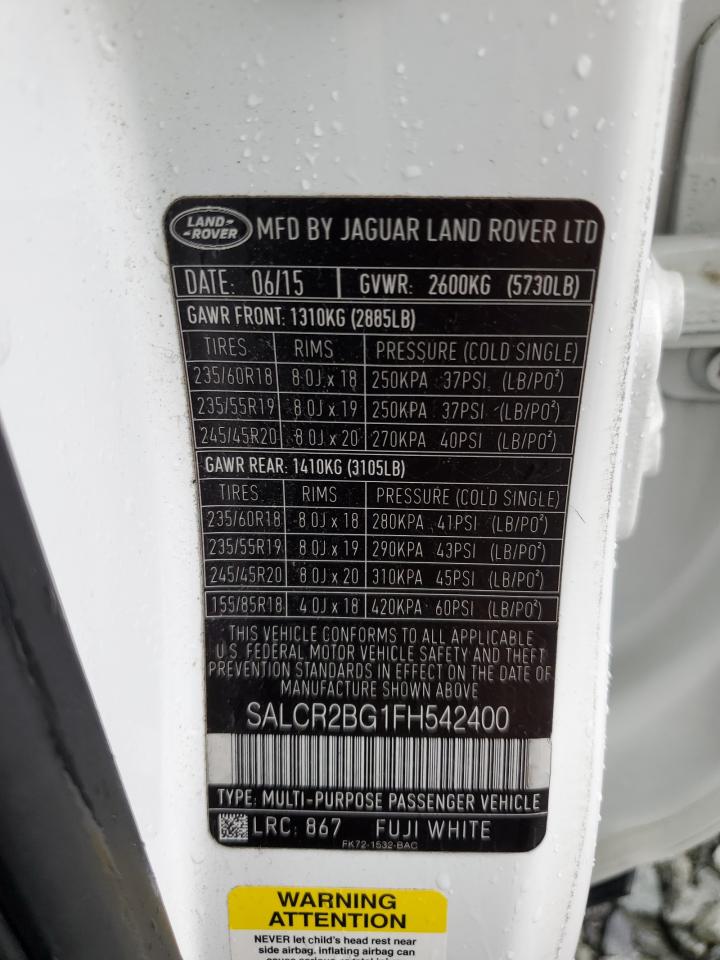 LAND-
-ROVER
MFD BY JAGUAR LAND ROVER LTD
DATE: 06/15 GVWR: 2600KG (5730LB)
GAWR FRONT: 1310KG (2885LB)
TIRES RIMS PRESSURE (COLD SINGLE)
235/60R18 8.0J x 18 250KPA 37PSI (LB/PO²)
235/55R19 8.0J x 19 250KPA 37PSI (LB/PO²)
245/45R20 8.0J x 20 270KPA 40PSI (LB/PO²)
GAWR REAR: 1410KG (3105LB)
TIRES RIMS PRESSURE (COLD SINGLE)
235/60R18 8.0J x 18 280KPA 41PSI (LB/PO²)
235/55R19 8.0J x 19 290KPA 43PSI (LB/PO²)
245/45R20 8.0J x 20 310KPA 45PSI (LB/PO²)
155/85R18 4.0J x 18 420KPA 60PSI (LB/PO²)
THIS VEHICLE CONFORMS TO ALL APPLICABLE
U.S. FEDERAL MOTOR VEHICLE SAFETY AND THEFT
PREVENTION STANDARDS IN EFFECT ON THE DATE
OF MANUFACTURE SHOWN ABOVE
SALCR2BG1FH542400
TYPE: MULTI-PURPOSE PASSENGER VEHICLE
LRC: 867 FUJI WHITE
FK72-1532-BAC
WARNING
ATTENTION
NEVER let child's head rest near
side airbag. inflating airbag can